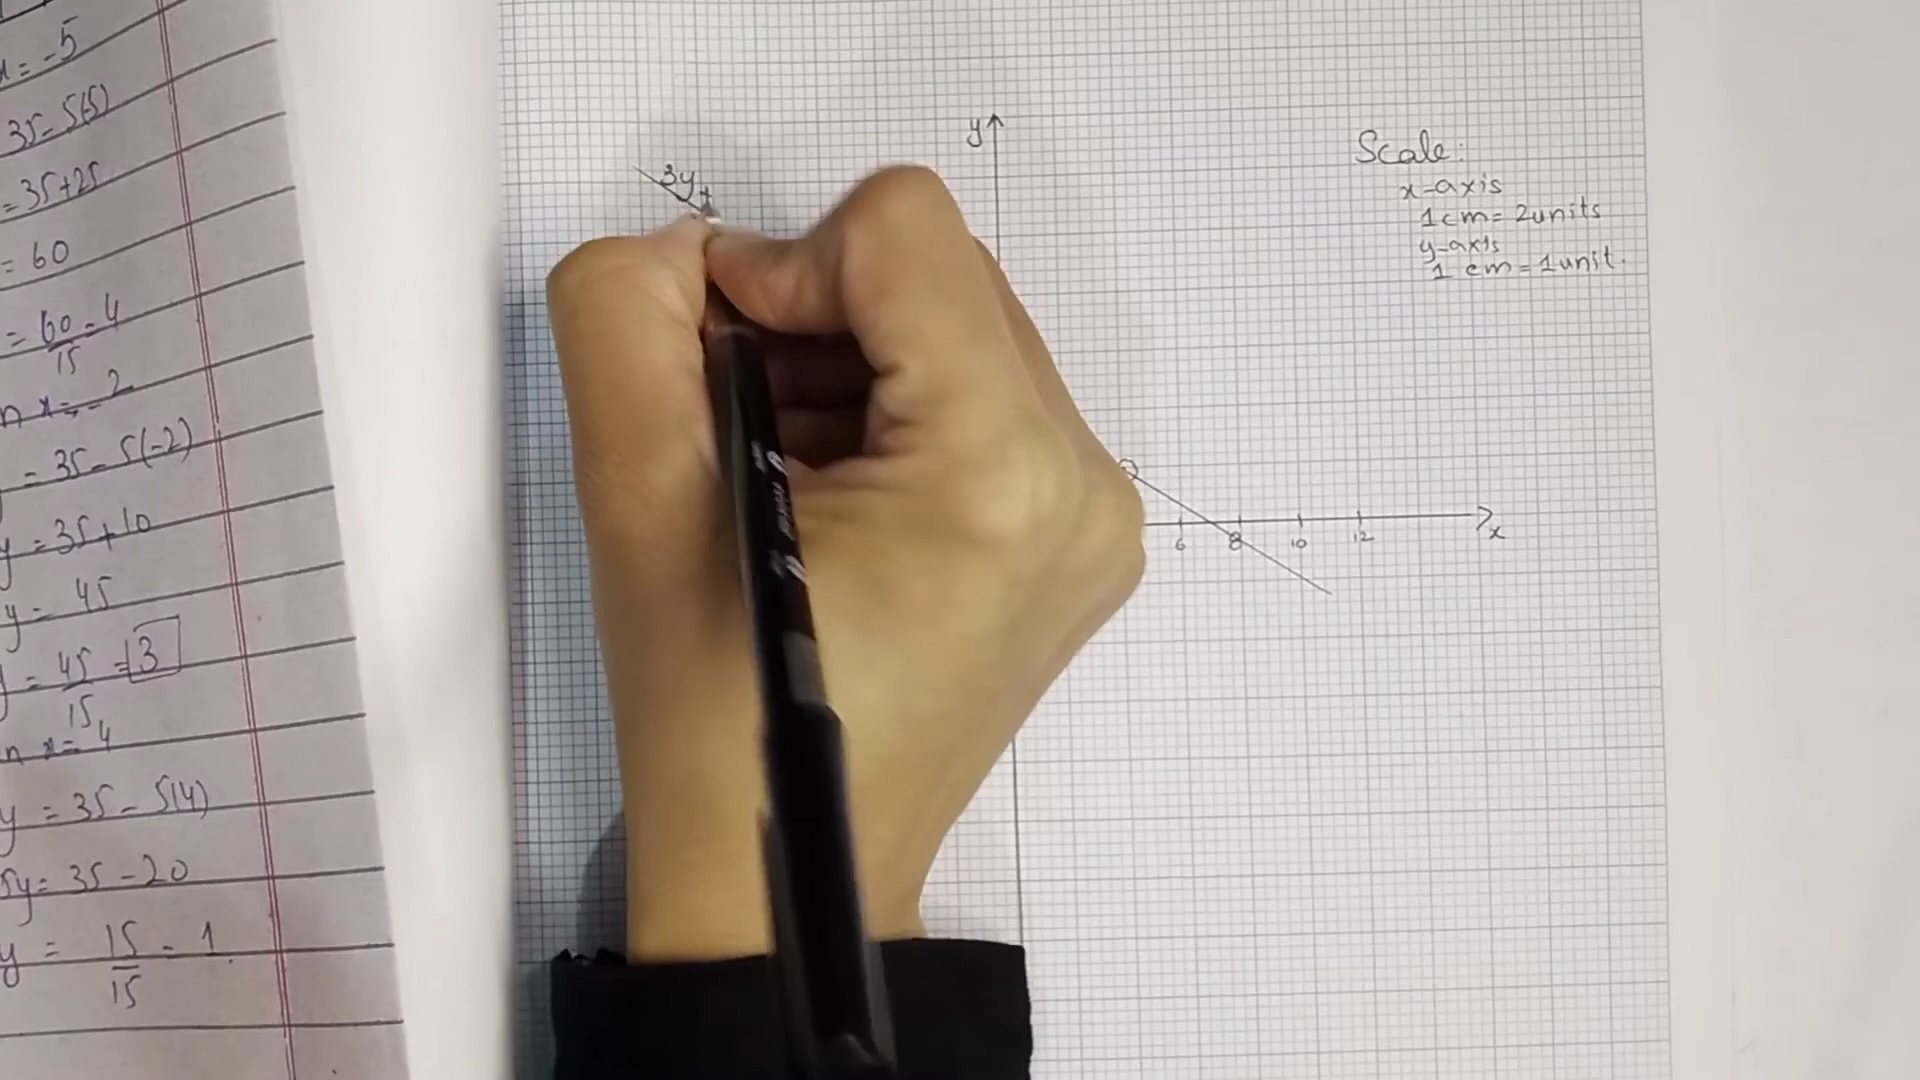 x = -5
35 - 5(-5)
= 35 + 25
= 60
= 60/15 = 4
n x = -2
= 35 - 5(-2)
y = 35 + 10
y = 45
= 45/15 = 3
n x = 4
y = 35 - 5(4)
5y = 35 - 20
y = 15/15 = 1
y
3y +
Scale:
x-axis
1cm = 2units
y-axis
1 cm = 1unit.
6 8 10 12
x